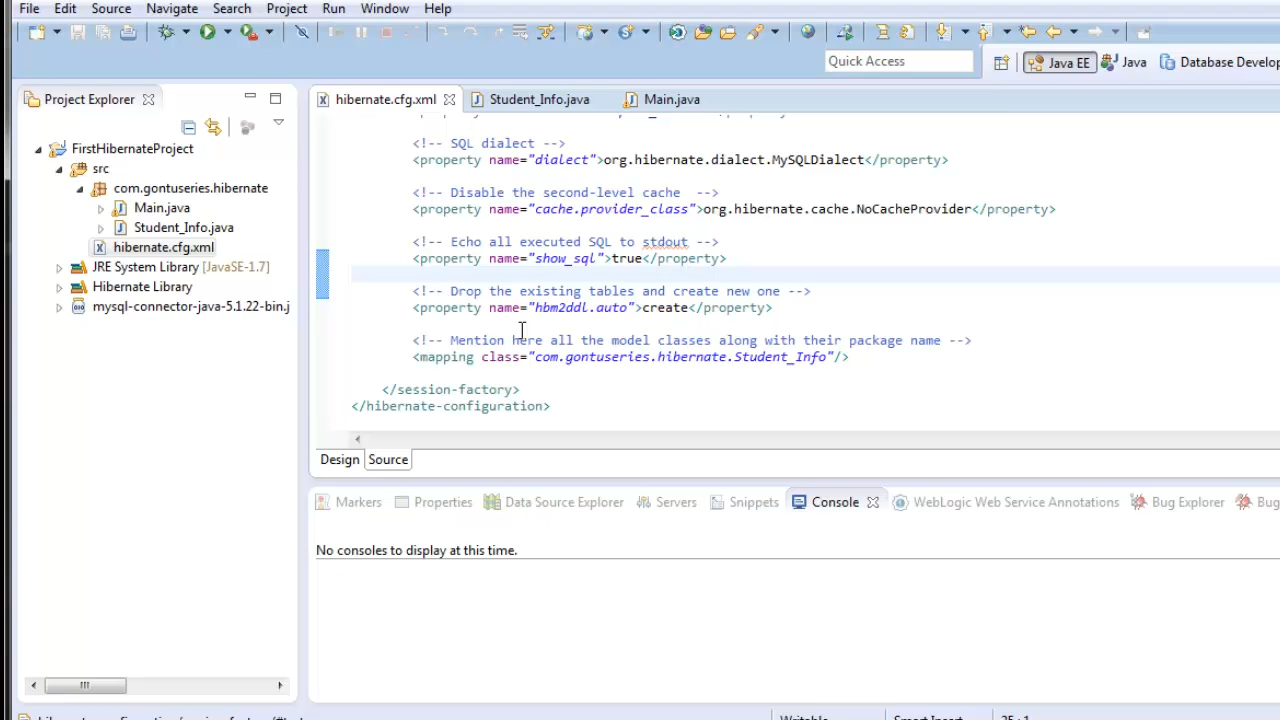 File Edit Source Navigate Search Project Run Window Help
Quick Access Java EE Java Database Develo
Project Explorer hibernate.cfg.xml Student_Info.java Main.java
FirstHibernateProject
src
com.gontuseries.hibernate
Main.java
Student_Info.java
hibernate.cfg.xml
JRE System Library [JavaSE-1.7]
Hibernate Library
mysql-connector-java-5.1.22-bin.j
<!-- SQL dialect -->
<property name="dialect">org.hibernate.dialect.MySQLDialect</property>
<!-- Disable the second-level cache -->
<property name="cache.provider_class">org.hibernate.cache.NoCacheProvider</property>
<!-- Echo all executed SQL to stdout -->
<property name="show_sql">true</property>
<!-- Drop the existing tables and create new one -->
<property name="hbm2ddl.auto">create</property>
<!-- Mention here all the model classes along with their package name -->
<mapping class="com.gontuseries.hibernate.Student_Info"/>
</session-factory>
</hibernate-configuration>
Design Source
Markers Properties Data Source Explorer Servers Snippets Console WebLogic Web Service Annotations Bug Explorer Bug
No consoles to display at this time.